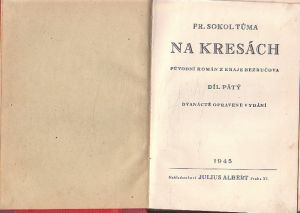 FR. SOKOL TŮMA
NA KRESÁCH
PŮVODNÍ ROMÁN Z KRAJE BEZRUČOVA
DÍL PÁTÝ
DVANÁCTÉ OPRAVENÉ VYDÁNÍ
1945
Nakladatelství JULIUS ALBERT Praha XI.